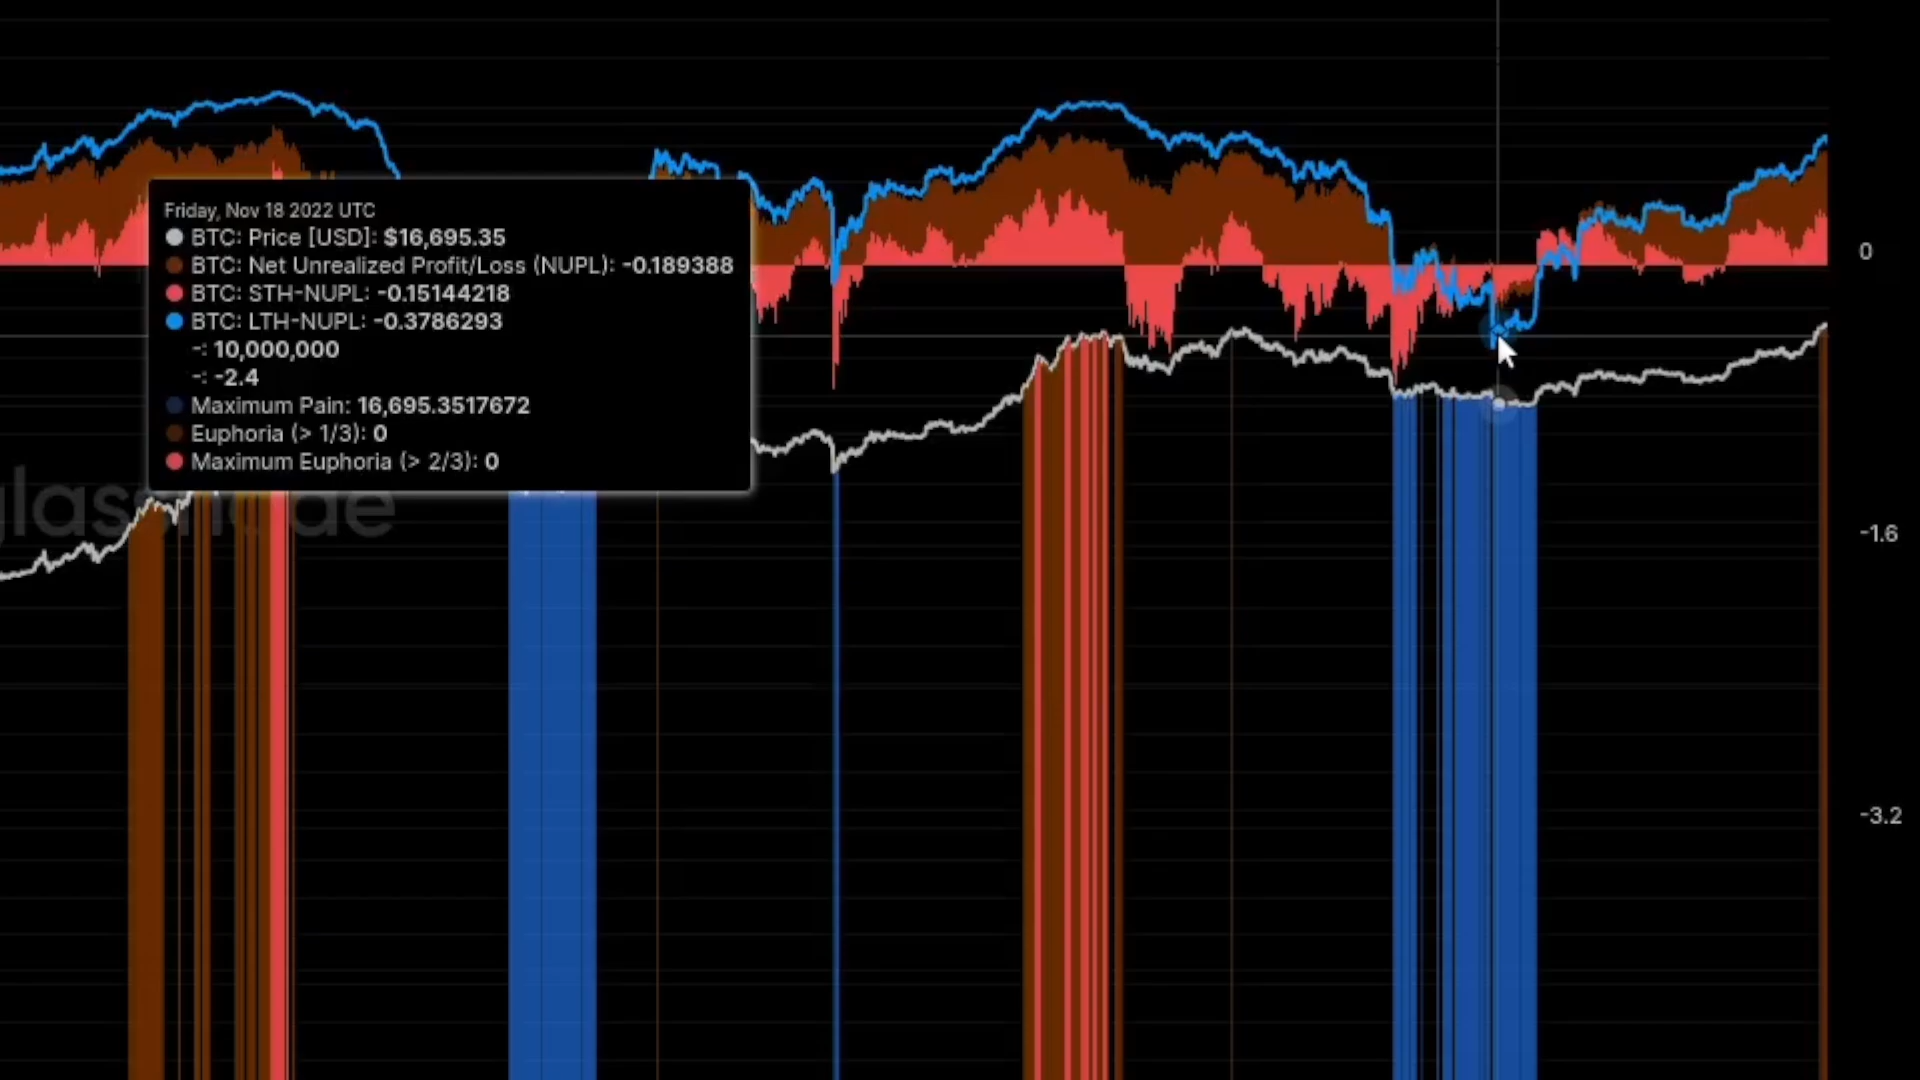 Friday, Nov 18 2022 UTC
BTC: Price [USD]: $16,695.35
BTC: Net Unrealized Profit/Loss (NUPL): -0.189388
BTC: STH-NUPL: -0.15144218
BTC: LTH-NUPL: -0.3786293
-: 10,000,000
-: -2.4
Maximum Pain: 16,695.3517672
Euphoria (> 1/3): 0
Maximum Euphoria (> 2/3): 0
glassnode
0
-1.6
-3.2